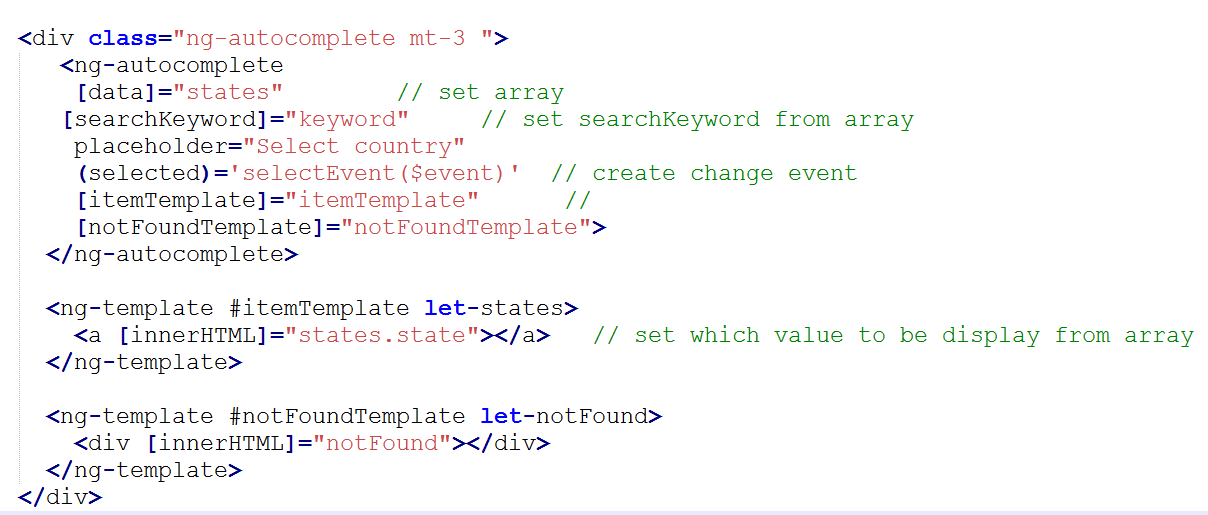 <div class="ng-autocomplete mt-3 ">
   <ng-autocomplete
    [data]="states"        // set array
   [searchKeyword]="keyword"     // set searchKeyword from array
    placeholder="Select country"
    (selected)='selectEvent($event)'  // create change event
    [itemTemplate]="itemTemplate"      //
    [notFoundTemplate]="notFoundTemplate">
  </ng-autocomplete>

  <ng-template #itemTemplate let-states>
    <a [innerHTML]="states.state"></a>   // set which value to be display from array
  </ng-template>

  <ng-template #notFoundTemplate let-notFound>
    <div [innerHTML]="notFound"></div>
  </ng-template>
</div>